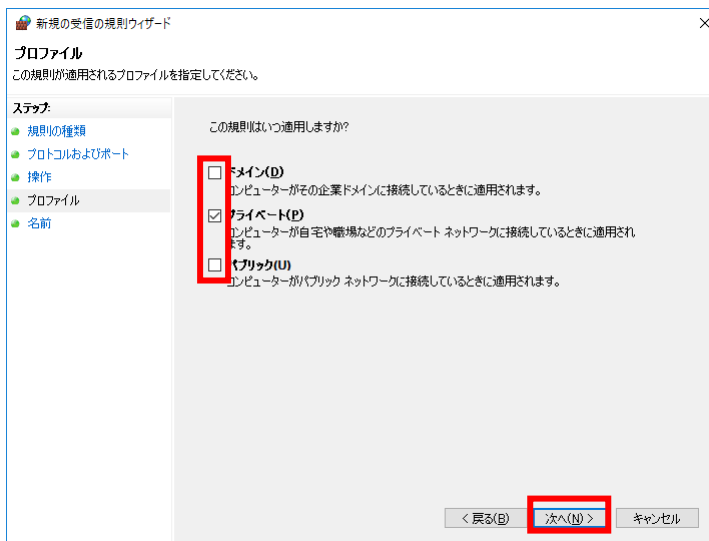 新規の受信の規則ウィザード
プロファイル
この規則が適用されるプロファイルを指定してください。
ステップ:
規則の種類
プロトコルおよびポート
操作
プロファイル
名前
この規則はいつ適用しますか?
ドメイン(D)
コンピューターがその企業ドメインに接続しているときに適用されます。
プライベート(P)
コンピューターが自宅や職場などのプライベート ネットワークに接続しているときに適用され
ます。
パブリック(U)
コンピューターがパブリック ネットワークに接続しているときに適用されます。
< 戻る(B)
次へ(N) >
キャンセル